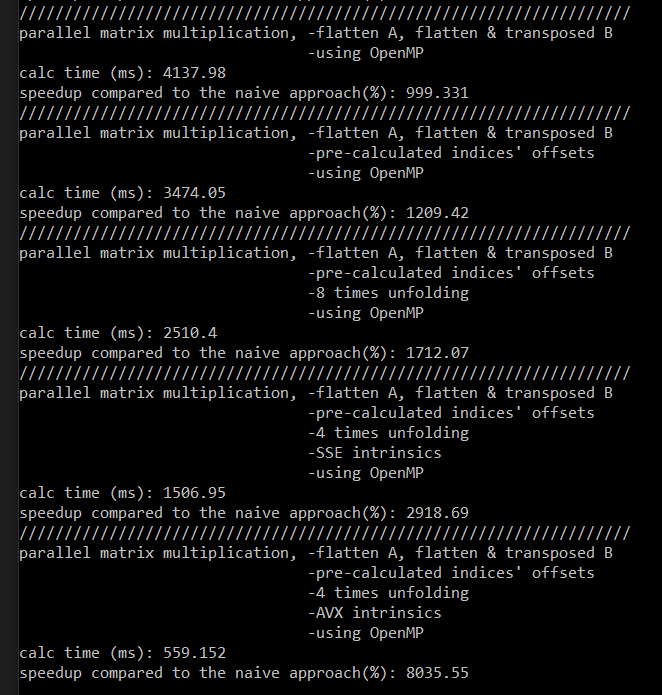 ////////////////////////////////////////////////////////////////////
parallel matrix multiplication, -flatten A, flatten & transposed B
                                -using OpenMP
calc time (ms): 4137.98
speedup compared to the naive approach(%): 999.331
////////////////////////////////////////////////////////////////////
parallel matrix multiplication, -flatten A, flatten & transposed B
                                -pre-calculated indices' offsets
                                -using OpenMP
calc time (ms): 3474.05
speedup compared to the naive approach(%): 1209.42
////////////////////////////////////////////////////////////////////
parallel matrix multiplication, -flatten A, flatten & transposed B
                                -pre-calculated indices' offsets
                                -8 times unfolding
                                -using OpenMP
calc time (ms): 2510.4
speedup compared to the naive approach(%): 1712.07
////////////////////////////////////////////////////////////////////
parallel matrix multiplication, -flatten A, flatten & transposed B
                                -pre-calculated indices' offsets
                                -4 times unfolding
                                -SSE intrinsics
                                -using OpenMP
calc time (ms): 1506.95
speedup compared to the naive approach(%): 2918.69
////////////////////////////////////////////////////////////////////
parallel matrix multiplication, -flatten A, flatten & transposed B
                                -pre-calculated indices' offsets
                                -4 times unfolding
                                -AVX intrinsics
                                -using OpenMP
calc time (ms): 559.152
speedup compared to the naive approach(%): 8035.55